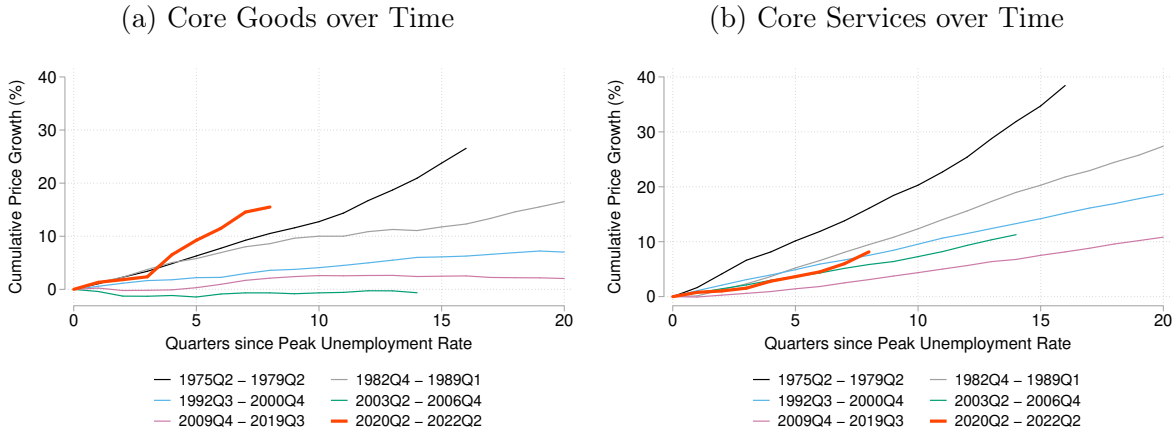 (a) Core Goods over Time
Cumulative Price Growth (%)
40
30
20
10
0
0 5 10 15 20
Quarters since Peak Unemployment Rate
1975Q2 – 1979Q2 1982Q4 – 1989Q1
1992Q3 – 2000Q4 2003Q2 – 2006Q4
2009Q4 – 2019Q3 2020Q2 – 2022Q2
(b) Core Services over Time
Cumulative Price Growth (%)
40
30
20
10
0
0 5 10 15 20
Quarters since Peak Unemployment Rate
1975Q2 – 1979Q2 1982Q4 – 1989Q1
1992Q3 – 2000Q4 2003Q2 – 2006Q4
2009Q4 – 2019Q3 2020Q2 – 2022Q2